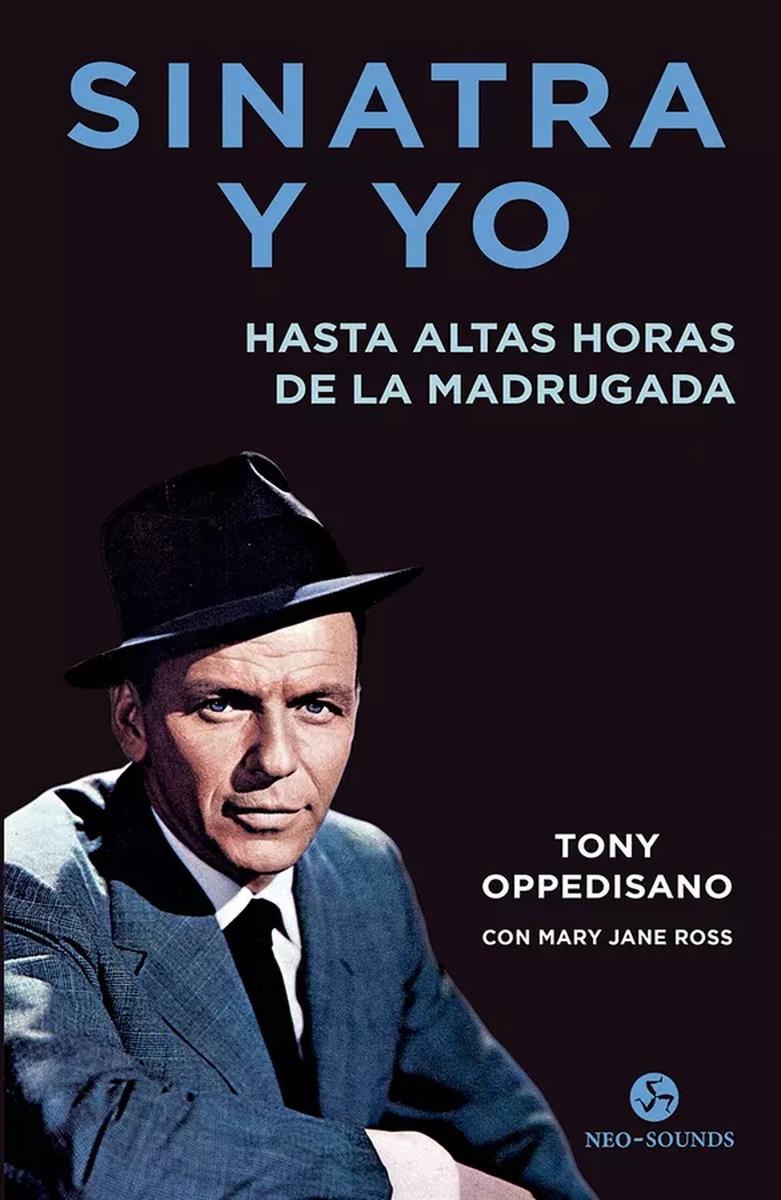 SINATRA
Y YO
HASTA ALTAS HORAS
DE LA MADRUGADA
TONY
OPPEDISANO
CON MARY JANE ROSS
NEO-SOUNDS